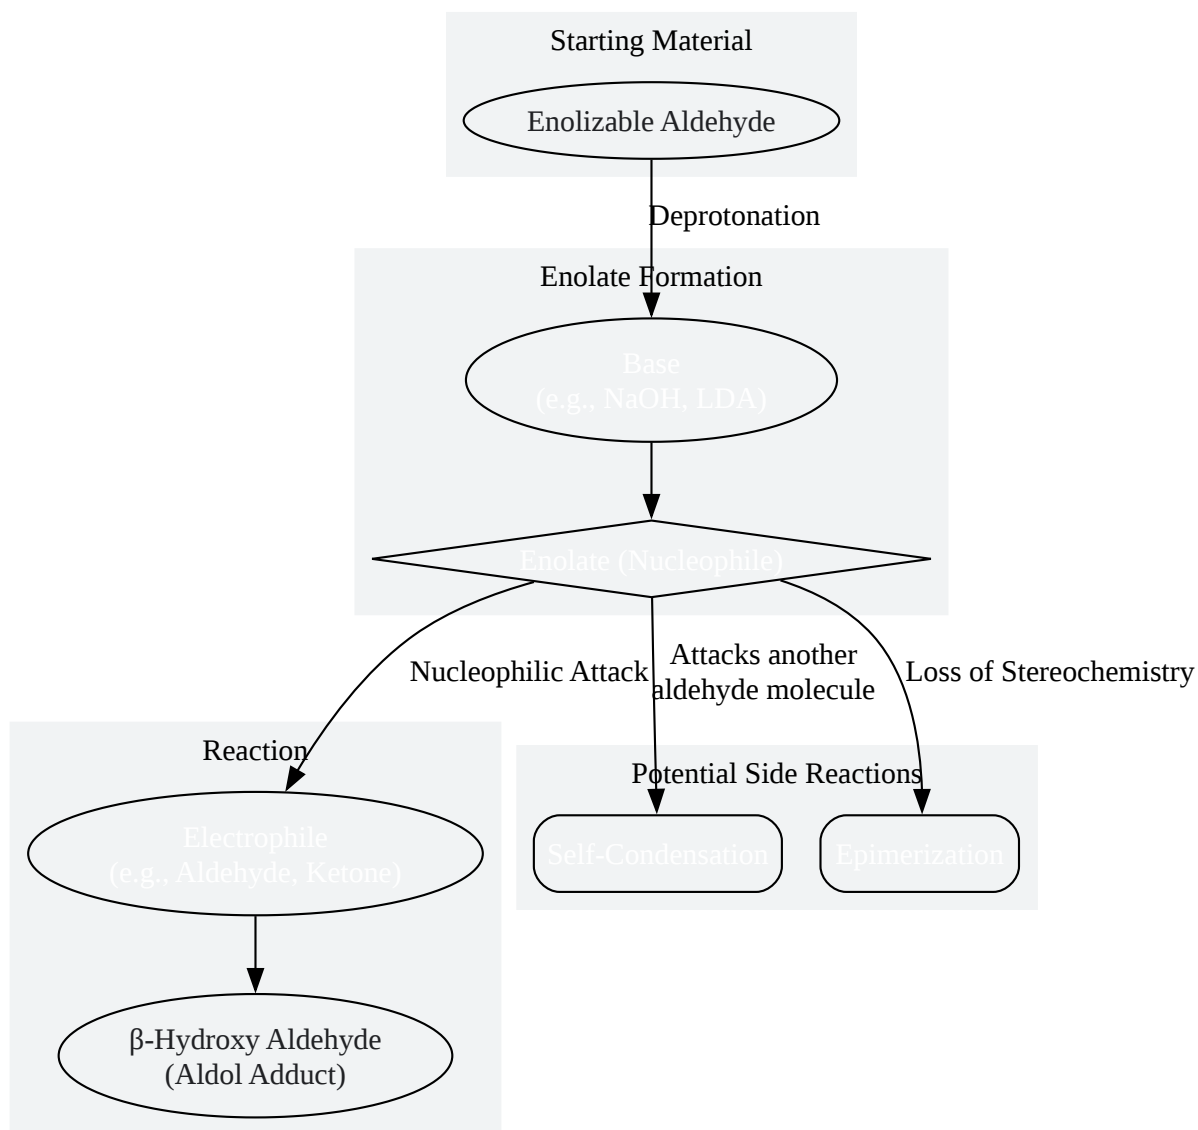 Starting Material
Enolizable Aldehyde
Deprotonation
Enolate Formation
Base
(e.g., NaOH, LDA)
Enolate (Nucleophile)
Nucleophilic Attack
Attacks another
aldehyde molecule
Loss of Stereochemistry
Reaction
Electrophile
(e.g., Aldehyde, Ketone)
β-Hydroxy Aldehyde
(Aldol Adduct)
Potential Side Reactions
Self-Condensation
Epimerization